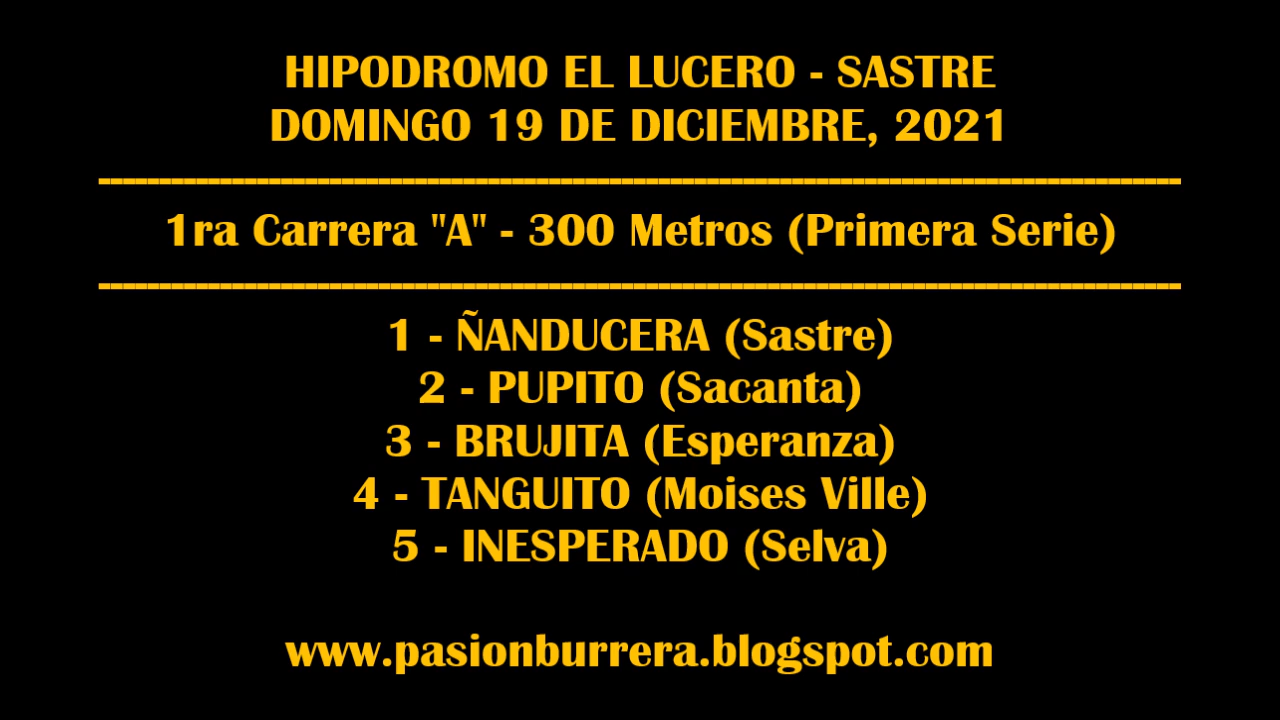 HIPODROMO EL LUCERO - SASTRE
DOMINGO 19 DE DICIEMBRE, 2021
1ra Carrera "A" - 300 Metros (Primera Serie)
1 - ÑANDUCERA (Sastre)
2 - PUPITO (Sacanta)
3 - BRUJITA (Esperanza)
4 - TANGUITO (Moises Ville)
5 - INESPERADO (Selva)
www.pasionburrera.blogspot.com